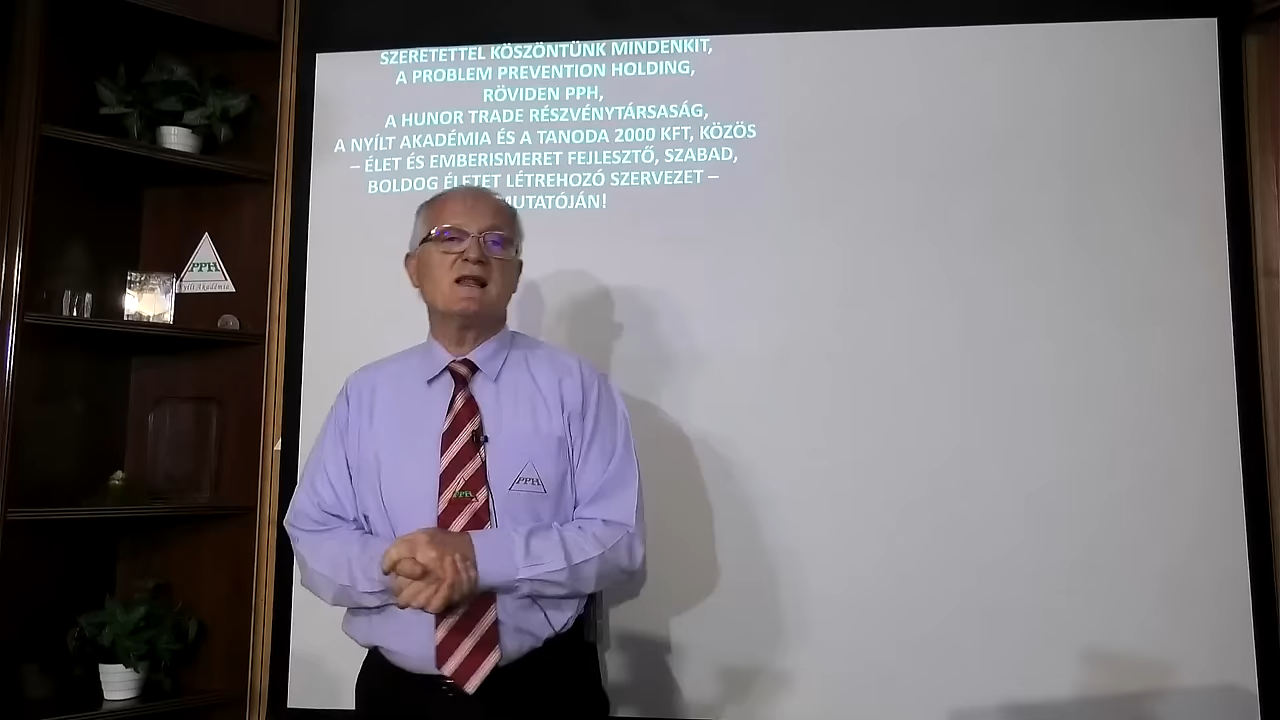 SZERETETTEL KÖSZÖNTÜNK MINDENKIT,
A PROBLEM PREVENTION HOLDING,
RÖVIDEN PPH,
A HUNOR TRADE RÉSZVÉNYTÁRSASÁG,
A NYÍLT AKADÉMIA ÉS A TANODA 2000 KFT, KÖZÖS
– ÉLET ÉS EMBERISMERET FEJLESZTŐ, SZABAD,
BOLDOG ÉLETET LÉTREHOZÓ SZERVEZET –
MUTATÓJÁN!
PPH
Nyílt Akadémia
PPH
PPH